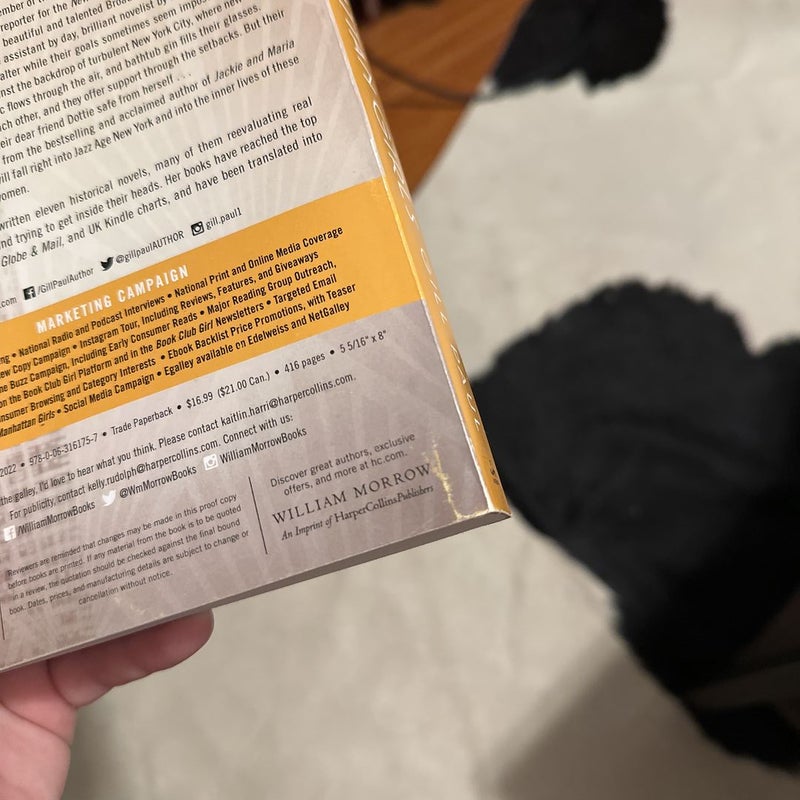 ember of
reporter for the New
beautiful and talented Broad
assistant by day, brilliant novelist by
alter while their goals sometimes seem impos
nst the backdrop of turbulent New York City, where new
c flows through the air, and bathtub gin fills their glasses.
ach other, and they offer support through the setbacks. But their
eir dear friend Dottie safe from herself . . .
from the bestselling and acclaimed author of Jackie and Maria
ill fall right into Jazz Age New York and into the inner lives of these
omen.
written eleven historical novels, many of them reevaluating real
nd trying to get inside their heads. Her books have reached the top
Globe & Mail, and UK Kindle charts, and have been translated into
.com /GillPaulAuthor @gillpaulAUTHOR gill.paul1
MARKETING CAMPAIGN
ng • National Radio and Podcast Interviews • National Print and Online Media Coverage
ew Copy Campaign • Instagram Tour, Including Reviews, Features, and Giveaways
ne Buzz Campaign, Including Early Consumer Reads • Major Reading Group Outreach,
on the Book Club Girl Platform and in the Book Club Girl Newsletters • Targeted Email
nsumer Browsing and Category Interests • Ebook Backlist Price Promotions, with Teaser
Manhattan Girls • Social Media Campaign • Egalley available on Edelweiss and NetGalley
2022 • 978-0-06-316175-7 • Trade Paperback • $16.99 ($21.00 Can.) • 416 pages • 5 5/16" x 8"
the galley. I'd love to hear what you think. Please contact kaitlin.harri@harpercollins.com.
For publicity, contact kelly.rudolph@harpercollins.com. Connect with us:
/WilliamMorrowBooks @WmMorrowBooks WilliamMorrowBooks
Reviewers are reminded that changes may be made in this proof copy
before books are printed. If any material from the book is to be quoted
in a review, the quotation should be checked against the final bound
book. Dates, prices, and manufacturing details are subject to change or
cancellation without notice.
Discover great authors, exclusive
offers, and more at hc.com.
WILLIAM MORROW
An Imprint of HarperCollinsPublishers